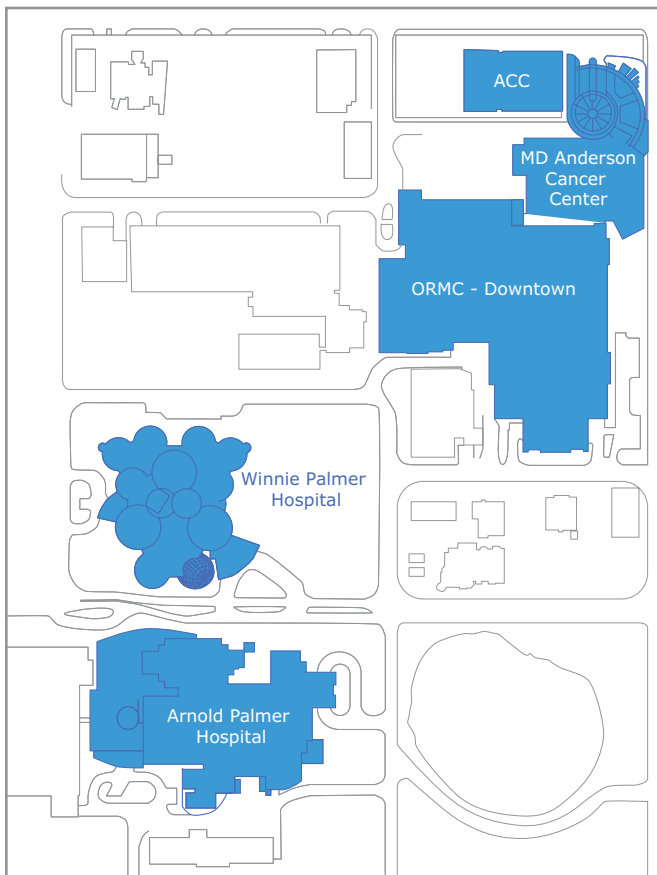 ACC
MD Anderson
Cancer
Center
ORMC - Downtown
Winnie Palmer
Hospital
Arnold Palmer
Hospital